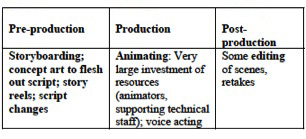 Pre-production
Production
Post-
production
Storyboarding;
concept art to flesh
out script; story
reels; script
changes
Animating: Very
large investment of
resources
(animators,
supporting technical
staff); voice acting
Some editing
of scenes,
retakes